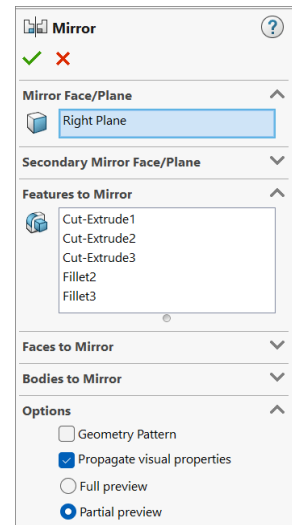 Mirror
?
Mirror Face/Plane
Right Plane
Secondary Mirror Face/Plane
Features to Mirror
Cut-Extrude1
Cut-Extrude2
Cut-Extrude3
Fillet2
Fillet3
Faces to Mirror
Bodies to Mirror
Options
Geometry Pattern
Propagate visual properties
Full preview
Partial preview